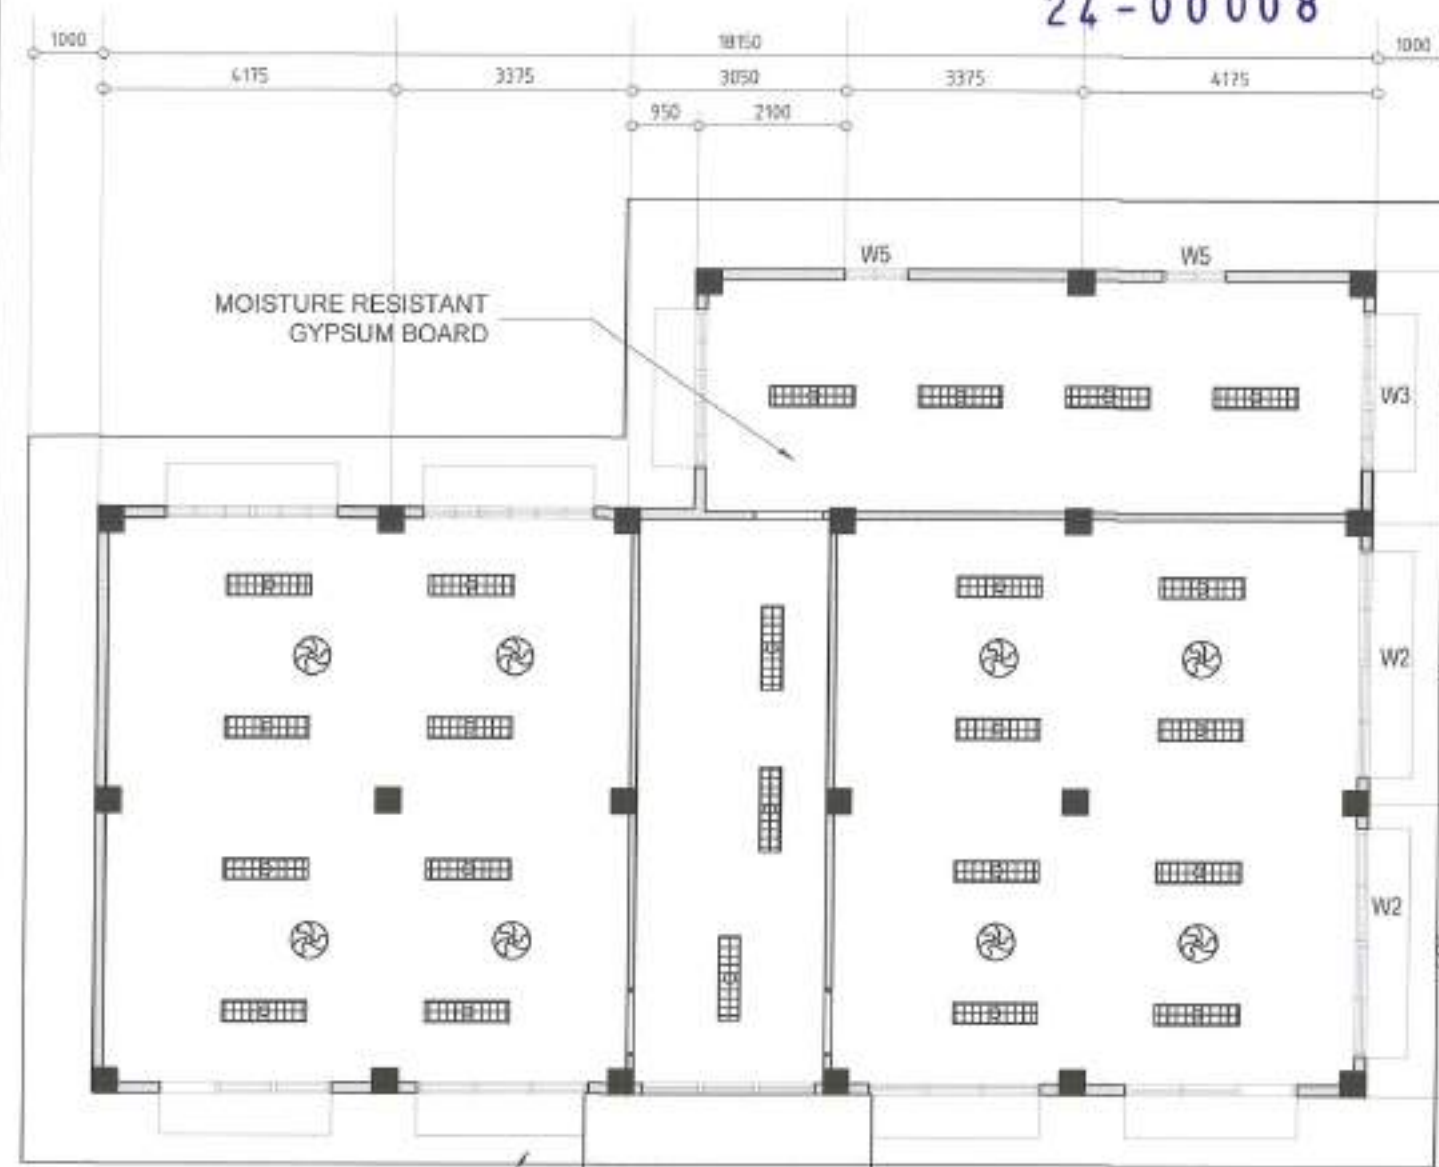 24-00008
1000 18150 1000
4175 3375 3050 3375 4175
950 2100
W5 W5
MOISTURE RESISTANT
GYPSUM BOARD
W3
W2
W2